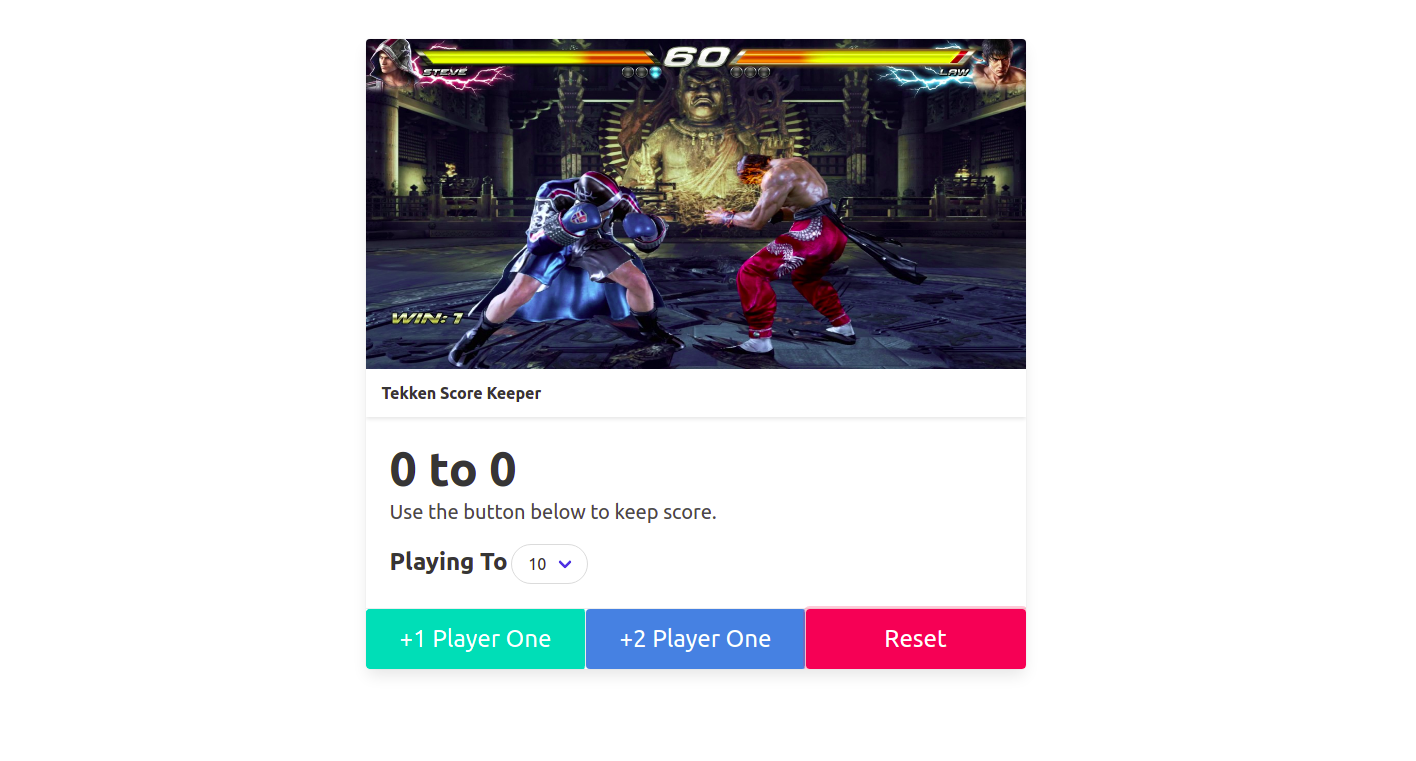 60
STEVE
LAW
WIN: 1
Tekken Score Keeper
0 to 0
Use the button below to keep score.
Playing To 10
+1 Player One +2 Player One Reset